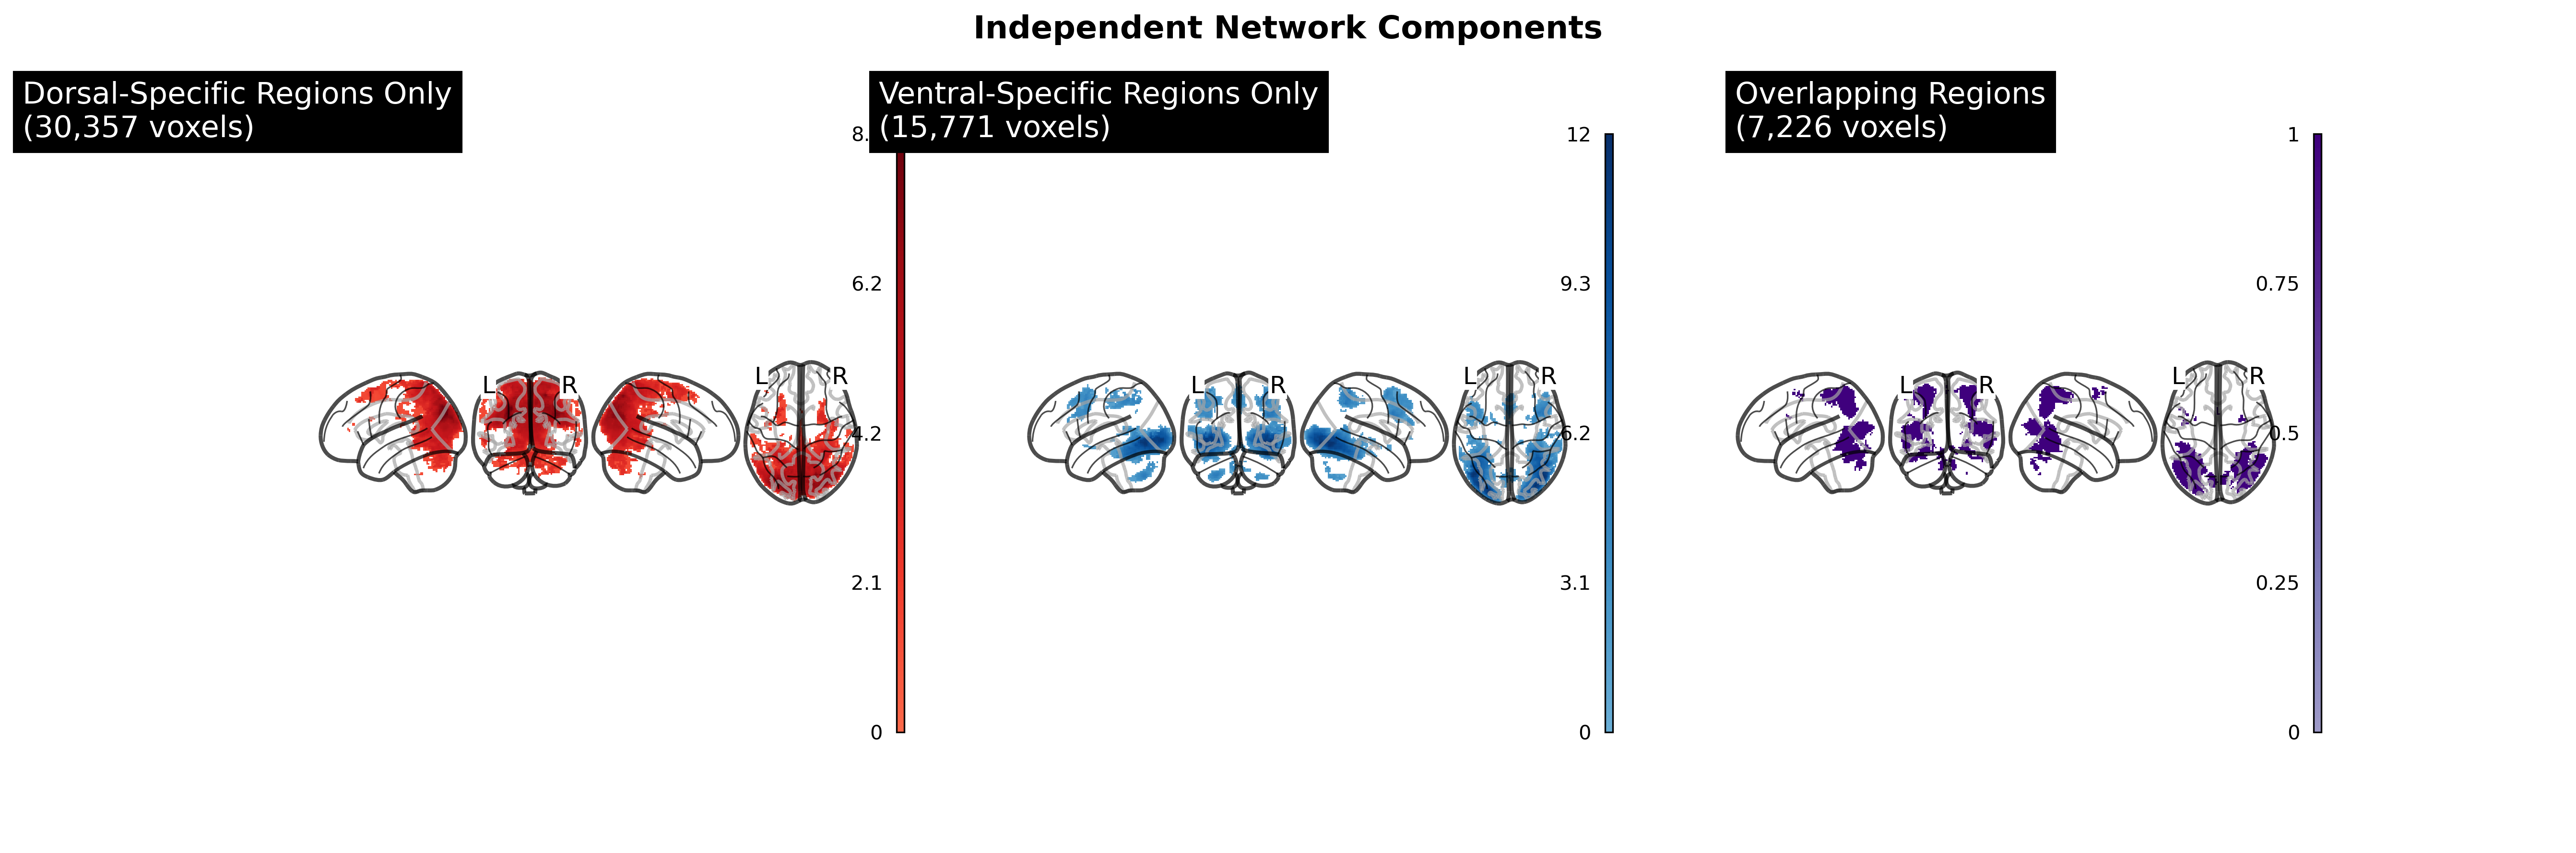 Independent Network Components
Dorsal-Specific Regions Only
(30,357 voxels)
8.
6.2
4.2
2.1
0
L
R
L
R
Ventral-Specific Regions Only
(15,771 voxels)
12
9.3
6.2
3.1
0
L
R
L
R
Overlapping Regions
(7,226 voxels)
1
0.75
0.5
0.25
0
L
R
L
R